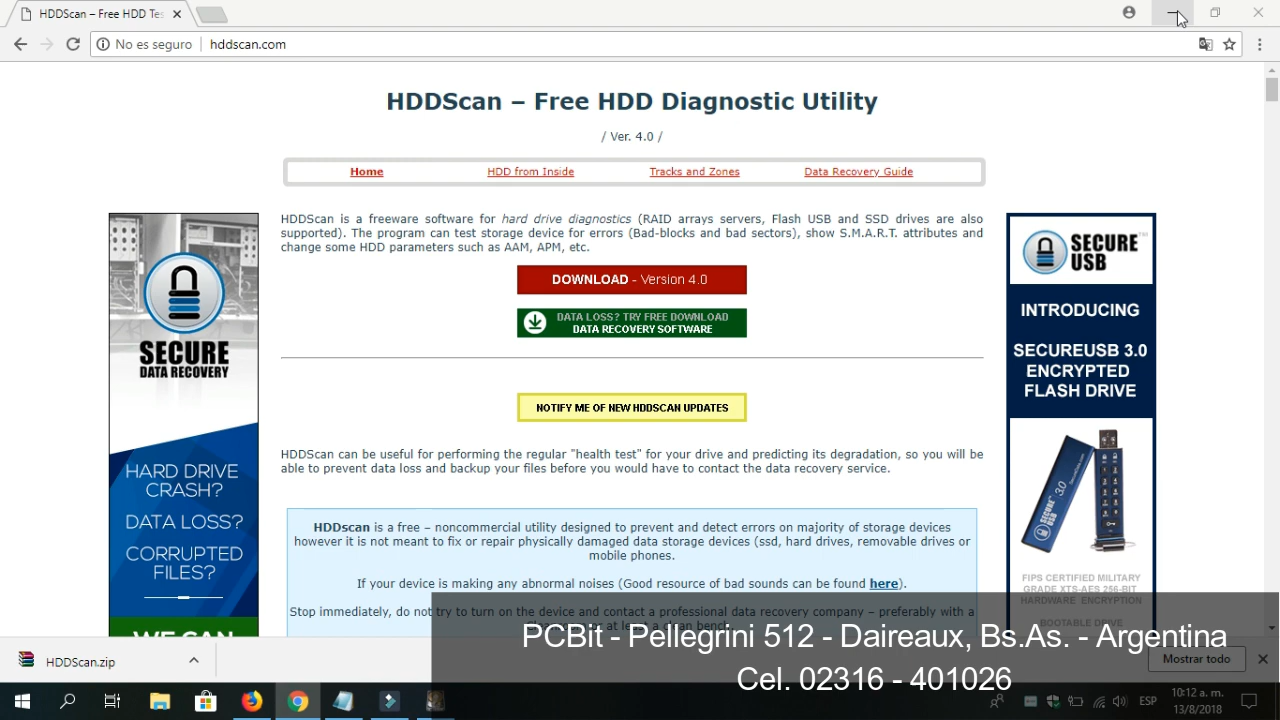 HDDScan – Free HDD Tes
No es seguro
hddscan.com
HDDScan – Free HDD Diagnostic Utility
/ Ver. 4.0 /
Home
HDD from Inside
Tracks and Zones
Data Recovery Guide
HDDScan is a freeware software for hard drive diagnostics (RAID arrays servers, Flash USB and SSD drives are also
supported). The program can test storage device for errors (Bad-blocks and bad sectors), show S.M.A.R.T. attributes and
change some HDD parameters such as AAM, APM, etc.
DOWNLOAD - Version 4.0
DATA LOSS? TRY FREE DOWNLOAD
DATA RECOVERY SOFTWARE
NOTIFY ME OF NEW HDDSCAN UPDATES
HDDScan can be useful for performing the regular "health test" for your drive and predicting its degradation, so you will be
able to prevent data loss and backup your files before you would have to contact the data recovery service.
HDDscan is a free – noncommercial utility designed to prevent and detect errors on majority of storage devices
however it is not meant to fix or repair physically damaged data storage devices (ssd, hard drives, removable drives or
mobile phones.
If your device is making any abnormal noises (Good resource of bad sounds can be found here).
Stop immediately, do not try to turn on the device and contact a professional data recovery company – preferably with a
or at least a clean bench.
SECURE
DATA RECOVERY
HARD DRIVE
CRASH?
DATA LOSS?
CORRUPTED
FILES?
WE CAN
SECURE
USB™
INTRODUCING
SECUREUSB 3.0
ENCRYPTED
FLASH DRIVE
FIPS CERTIFIED MILITARY
GRADE XTS-AES 256-BIT
HARDWARE ENCRYPTION
BOOTABLE DRIVE
PCBit - Pellegrini 512 - Daireaux, Bs.As. - Argentina
Cel. 02316 - 401026
HDDScan.zip
Mostrar todo
ESP
10:12 a. m.
13/8/2018